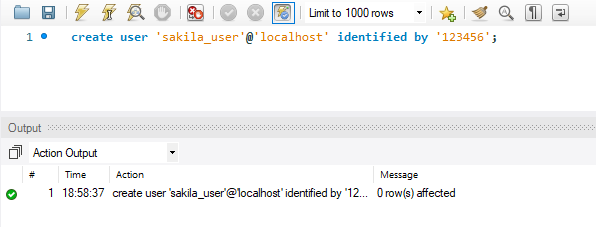 Limit to 1000 rows
1 create user 'sakila_user'@'localhost' identified by '123456';
Output
Action Output
# Time Action Message
1 18:58:37 create user 'sakila_user'@'localhost' identified by '12... 0 row(s) affected